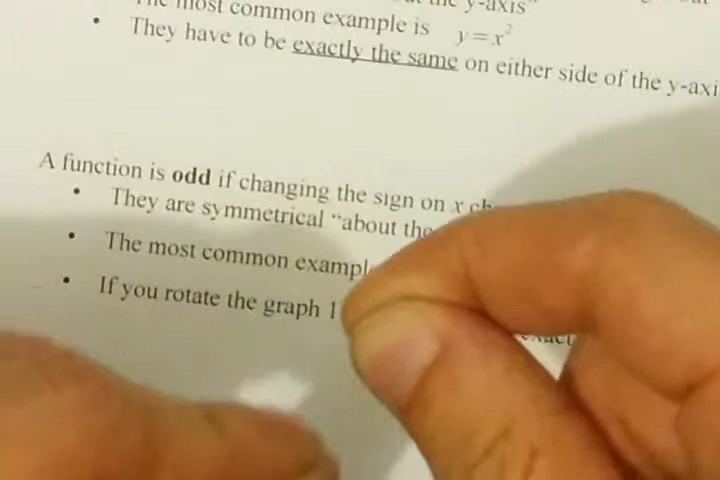 most common example is y=x²
• They have to be exactly the same on either side of the y-axi
A function is odd if changing the sign on x ch
• They are symmetrical "about the
• The most common exampl
• If you rotate the graph 1